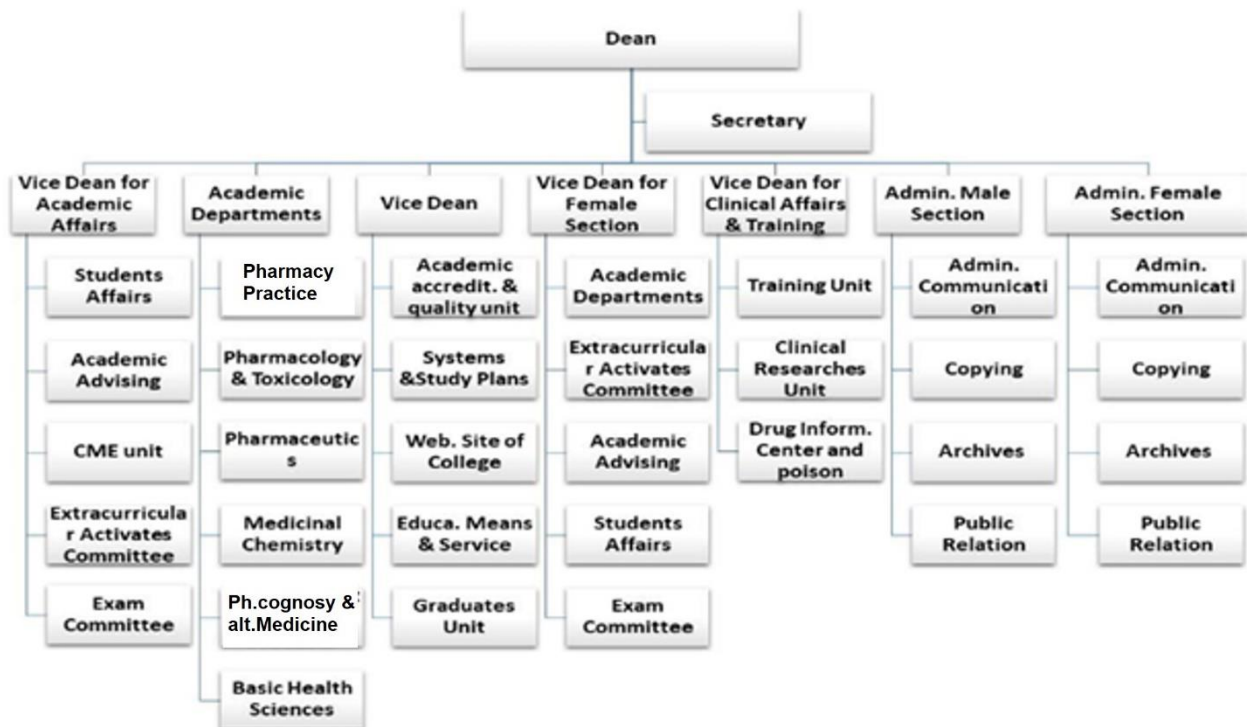 Dean
Secretary
Vice Dean for
Academic
Affairs
Academic
Departments
Vice Dean
Vice Dean for
Female
Section
Vice Dean for
Clinical Affairs
& Training
Admin. Male
Section
Admin. Female
Section
Students
Affairs
Academic
Advising
CME unit
Extracurricula
r Activates
Committee
Exam
Committee
Pharmacy
Practice
Pharmacology
& Toxicology
Pharmaceutic
s
Medicinal
Chemistry
Ph.cognosy &
alt.Medicine
Basic Health
Sciences
Academic
accredit. &
quality unit
Systems
&Study Plans
Web. Site of
College
Educa. Means
& Service
Graduates
Unit
Academic
Departments
Extracurricula
r Activates
Committee
Academic
Advising
Students
Affairs
Exam
Committee
Training Unit
Clinical
Researches
Unit
Drug Inform.
Center and
poison
Admin.
Communicati
on
Copying
Archives
Public
Relation
Admin.
Communicati
on
Copying
Archives
Public
Relation